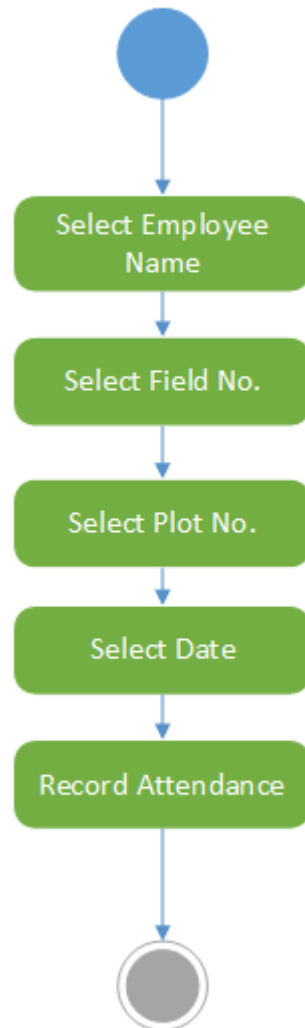 Select Employee
Name
Select Field No.
Select Plot No.
Select Date
Record Attendance